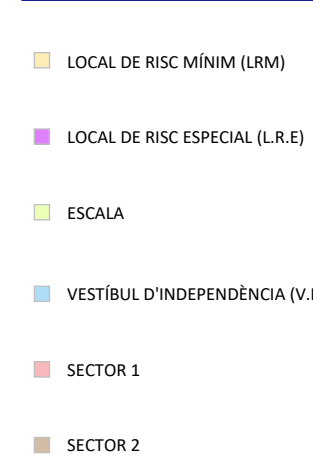 LOCAL DE RISC MÍNIM (LRM)
LOCAL DE RISC ESPECIAL (L.R.E)
ESCALA
VESTÍBUL D'INDEPENDÈNCIA (V.I
SECTOR 1
SECTOR 2